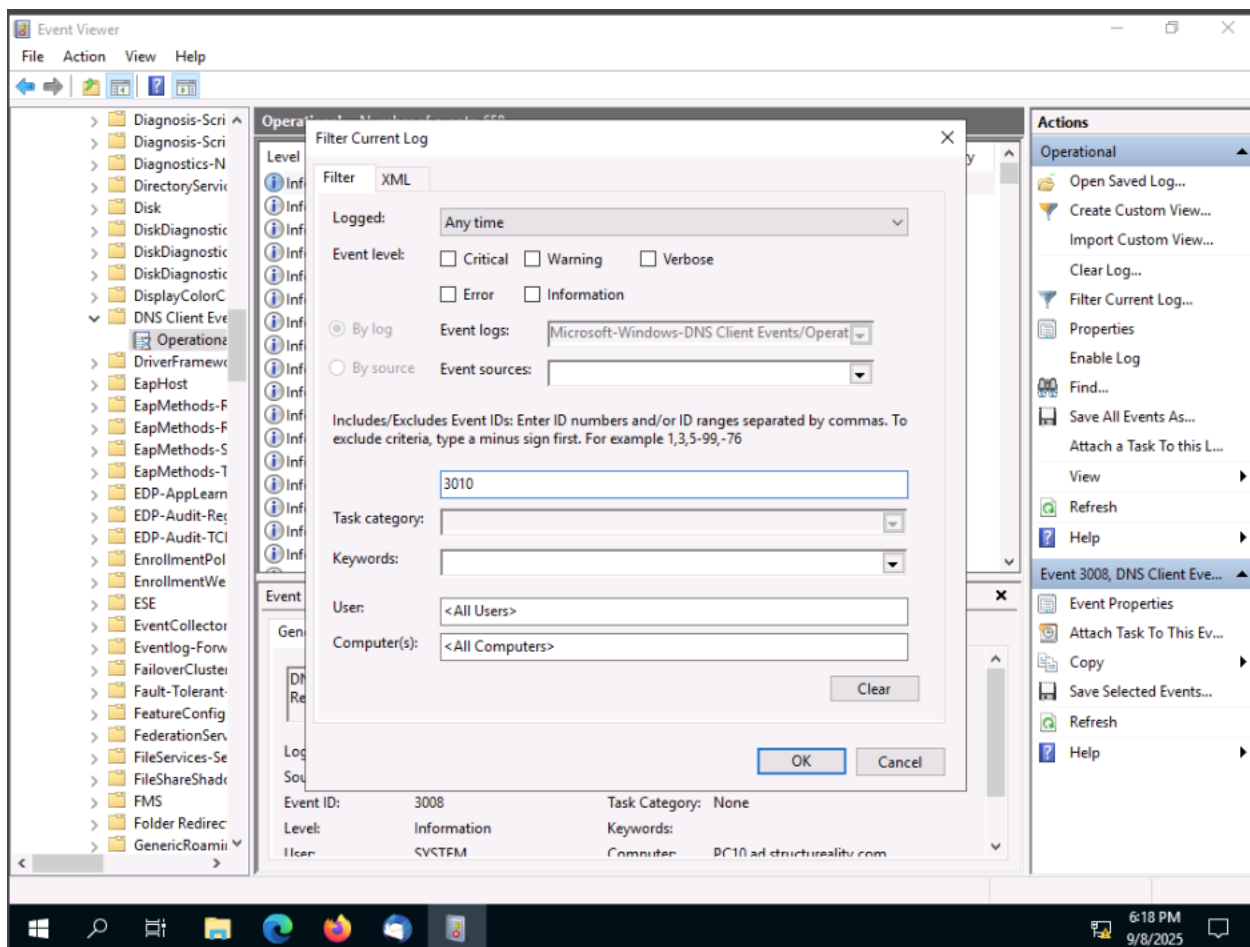 Event Viewer
File Action View Help
Diagnosis-Scri
Diagnosis-Scri
Diagnostics-N
DirectoryServic
Disk
DiskDiagnostic
DiskDiagnostic
DiskDiagnostic
DisplayColorC
DNS Client Eve
Operationa
DriverFramewo
EapHost
EapMethods-R
EapMethods-R
EapMethods-S
EapMethods-T
EDP-AppLearn
EDP-Audit-Reg
EDP-Audit-TCI
EnrollmentPol
EnrollmentWe
ESE
EventCollector
Eventlog-Forw
FailoverCluster
Fault-Tolerant-
FeatureConfig
FederationServ
FileServices-Se
FileShareShado
FMS
Folder Redirec
GenericRoamii
Level
Filter Current Log
Filter XML
Logged: Any time
Event level: Critical Warning Verbose
Error Information
By log Event logs: Microsoft-Windows-DNS Client Events/Operat
By source Event sources:
Includes/Excludes Event IDs: Enter ID numbers and/or ID ranges separated by commas. To
exclude criteria, type a minus sign first. For example 1,3,5-99,-76
3010
Task category:
Keywords:
User: <All Users>
Computer(s): <All Computers>
Clear
OK Cancel
Event
Event ID: 3008 Task Category: None
Level: Information Keywords:
User: SYSTEM Computer: PC10.ad.structureality.com
Actions
Operational
Open Saved Log...
Create Custom View...
Import Custom View...
Clear Log...
Filter Current Log...
Properties
Enable Log
Find...
Save All Events As...
Attach a Task To this L...
View
Refresh
Help
Event 3008, DNS Client Eve...
Event Properties
Attach Task To This Ev...
Copy
Save Selected Events...
Refresh
Help
6:18 PM
9/8/2025